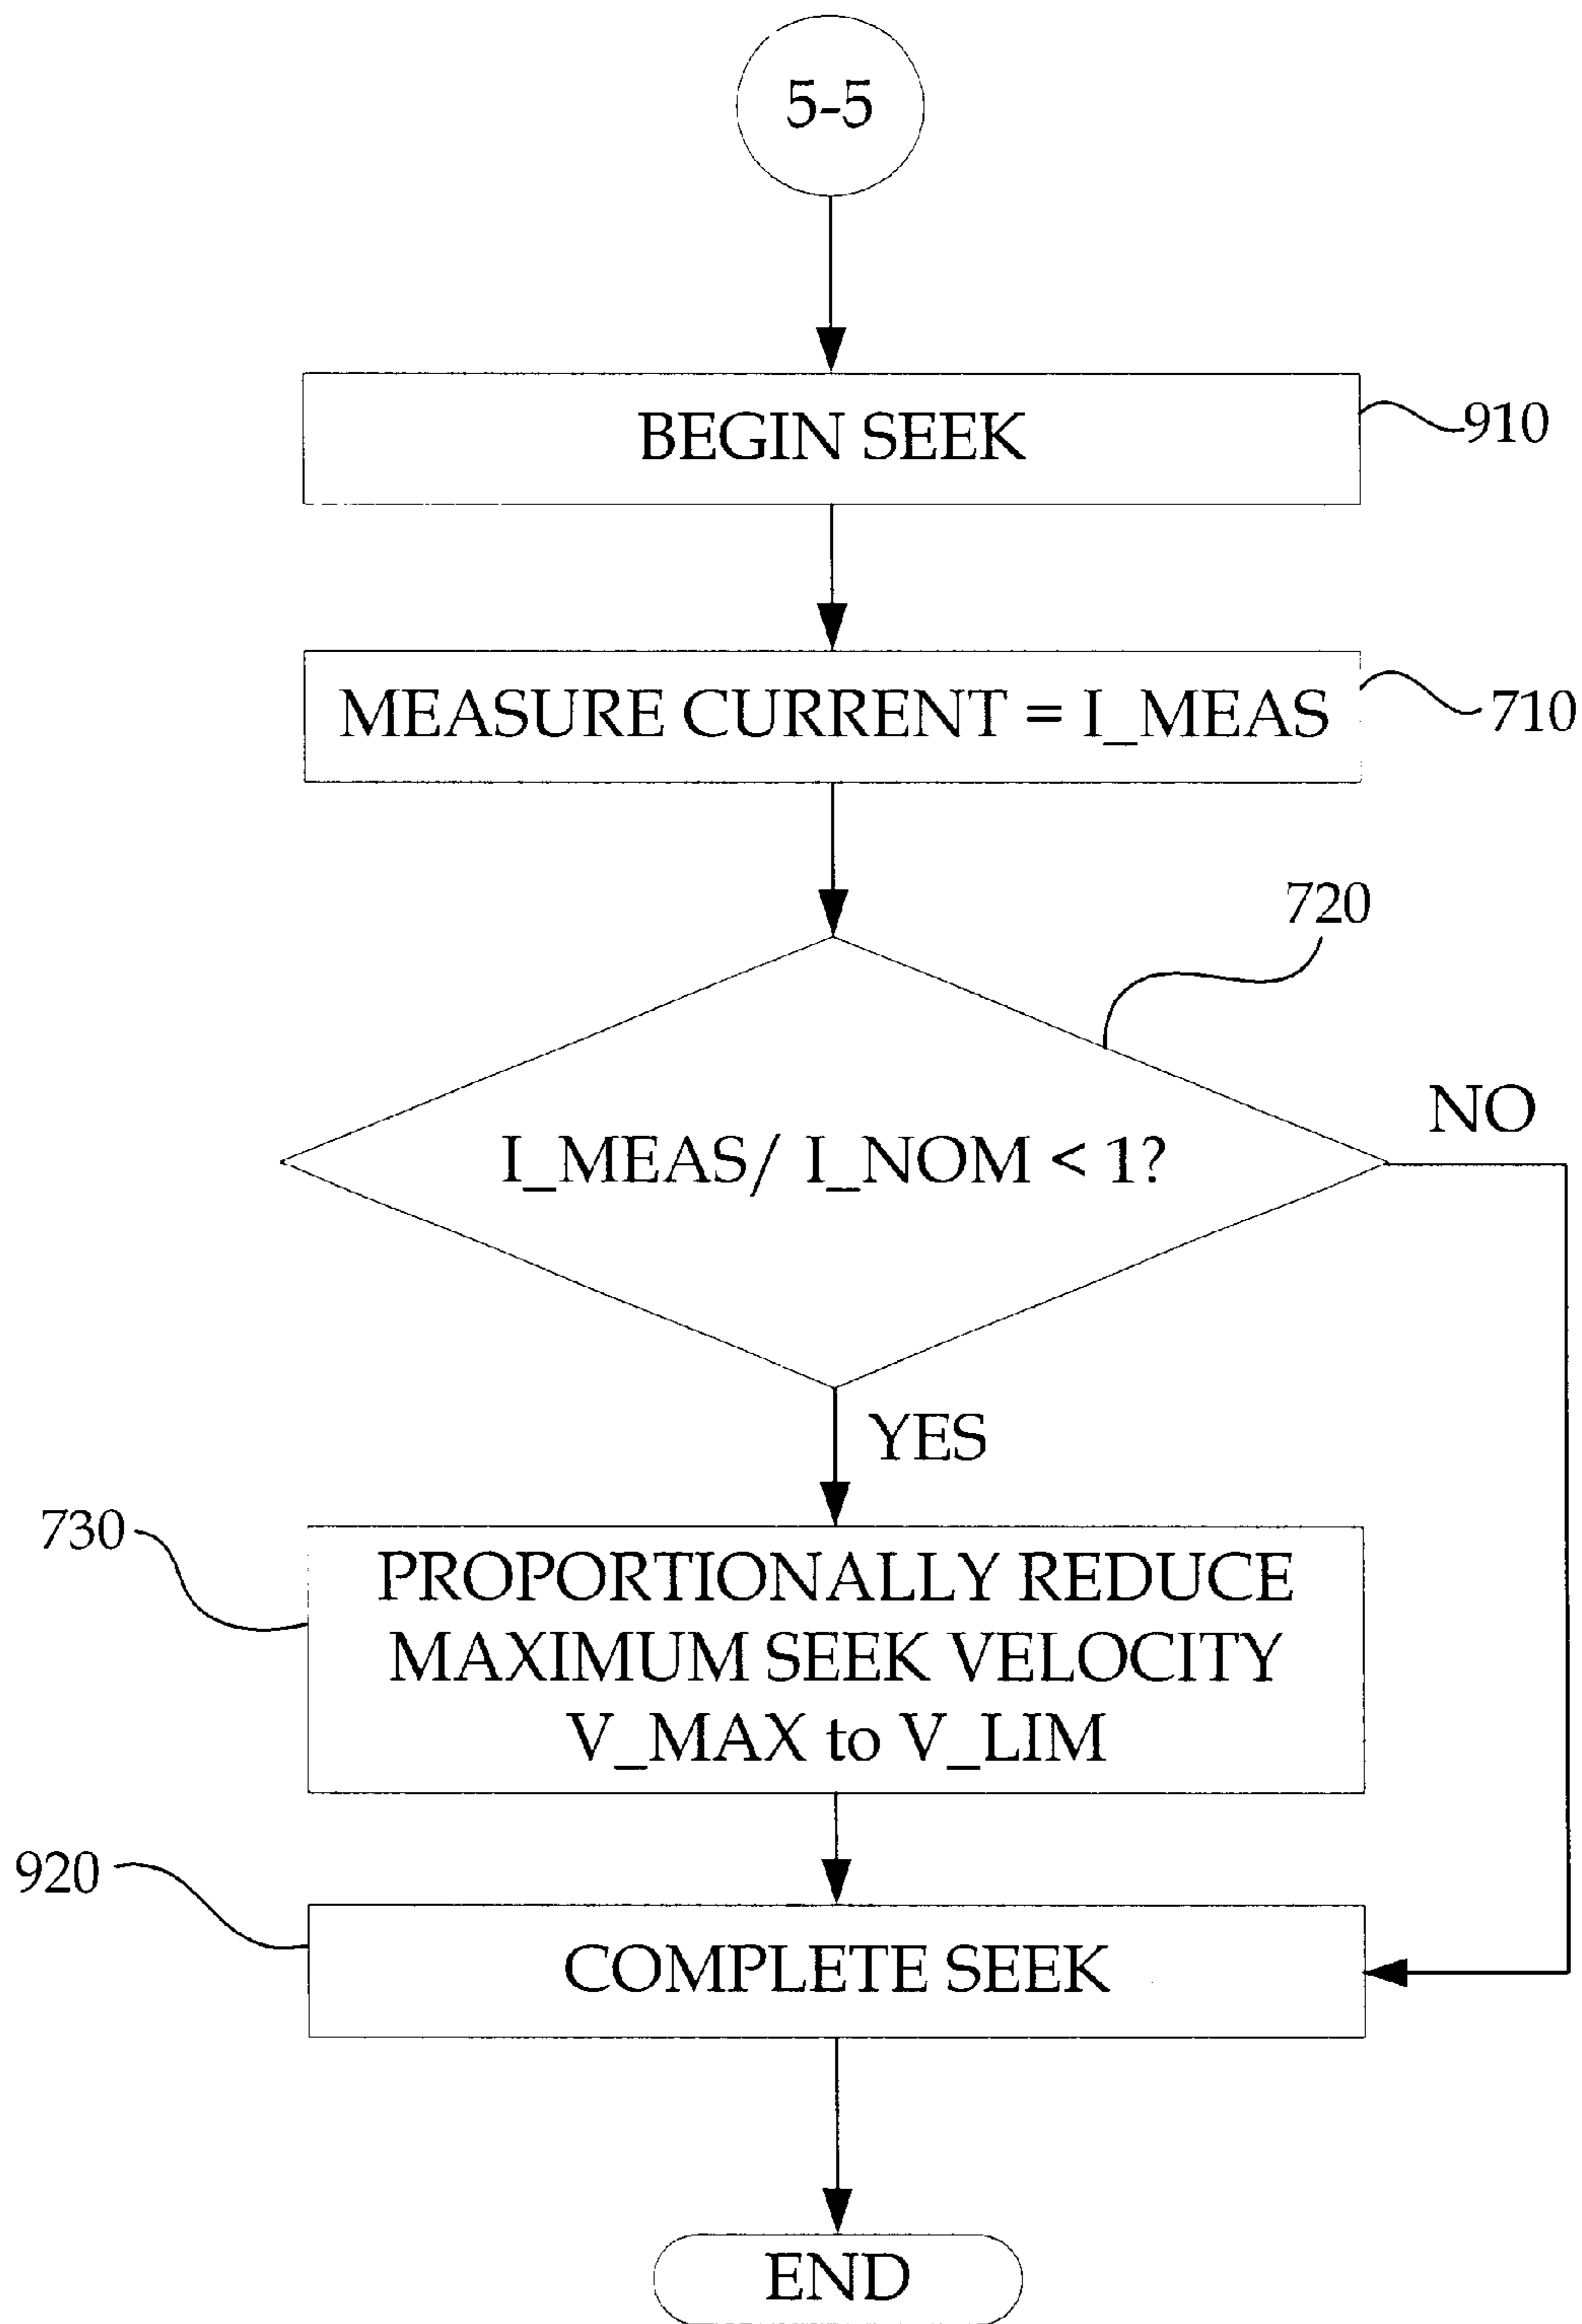 5-5
BEGIN SEEK
910
MEASURE CURRENT = I_MEAS
710
720
I_MEAS/ I_NOM < 1?
NO
YES
730
PROPORTIONALLY REDUCE
MAXIMUM SEEK VELOCITY
V_MAX to V_LIM
920
COMPLETE SEEK
END